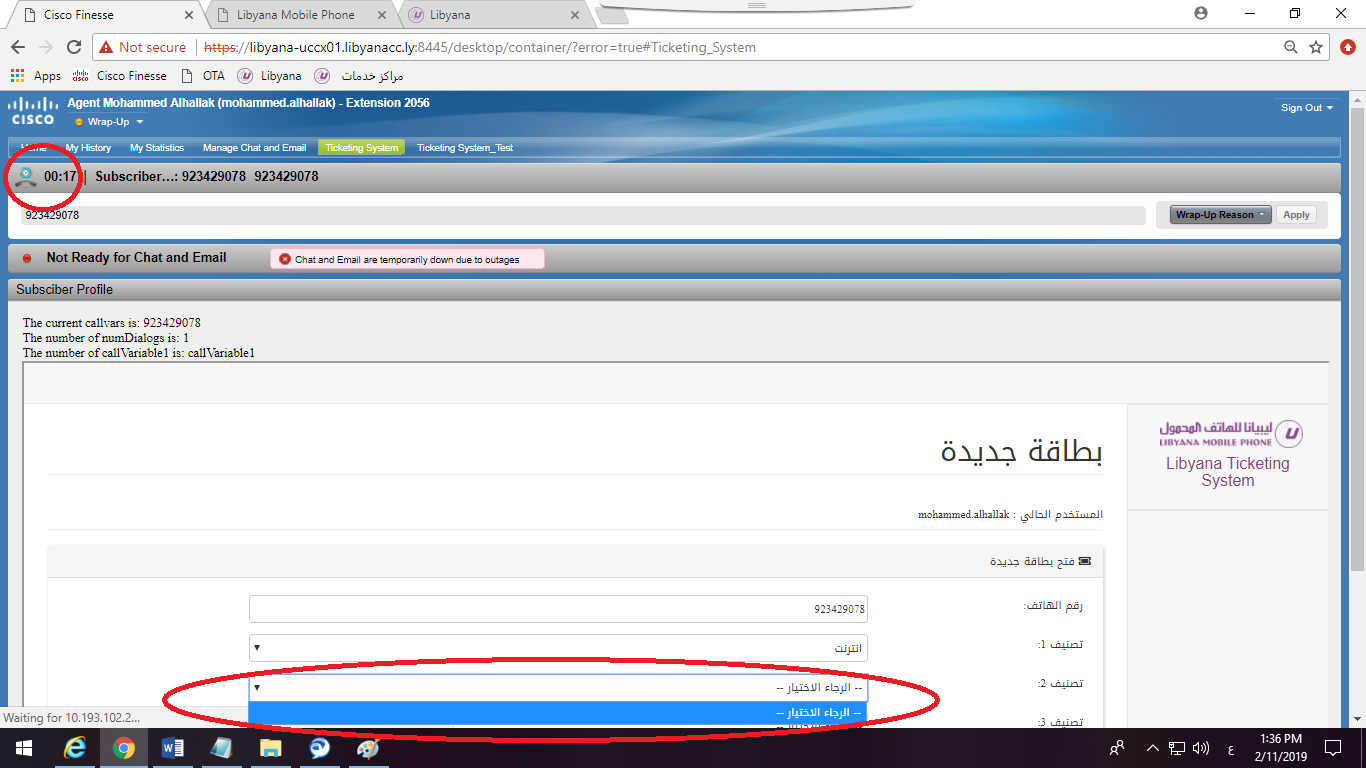 Cisco Finesse
Libyana Mobile Phone
Libyana
Not secure
https://libyana-uccx01.libyanacc.ly:8445/desktop/container/?error=true#Ticketing_System
Apps
Cisco Finesse
OTA
Libyana
مراكز خدمات
CISCO
Agent Mohammed Alhallak (mohammed.alhallak) - Extension 2056
Wrap-Up
Sign Out
Home
My History
My Statistics
Manage Chat and Email
Ticketing System
Ticketing System_Test
00:17
Subscriber...: 923429078 923429078
923429078
Wrap-Up Reason
Apply
Not Ready for Chat and Email
Chat and Email are temporarily down due to outages
Subsciber Profile
The current callvars is: 923429078
The number of numDialogs is: 1
The number of callVariable1 is: callVariable1
ليبيانا للهاتف المحمول
LIBYANA MOBILE PHONE
Libyana Ticketing
System
بطاقة جديدة
المستخدم الحالي : mohammed.alhallak
فتح بطاقة جديدة
رقم الهاتف:
923429078
تصنيف 1:
انترنت
تصنيف 2:
-- الرجاء الاختيار --
-- الرجاء الاختيار --
تصنيف 3:
Waiting for 10.193.102.2...
ع
1:36 PM
2/11/2019